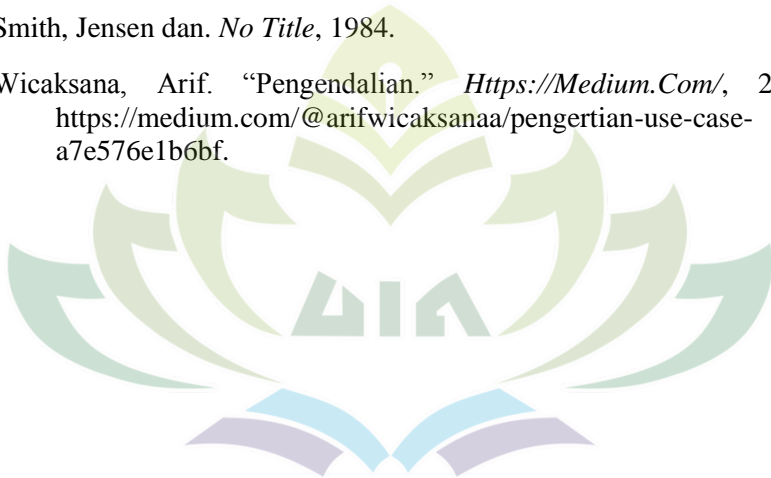 Smith, Jensen dan. No Title, 1984.
Wicaksana, Arif. “Pengendalian.” Https://Medium.Com/, 2
https://medium.com/@arifwicaksanaa/pengertian-use-case-
a7e576e1b6bf.
UIN